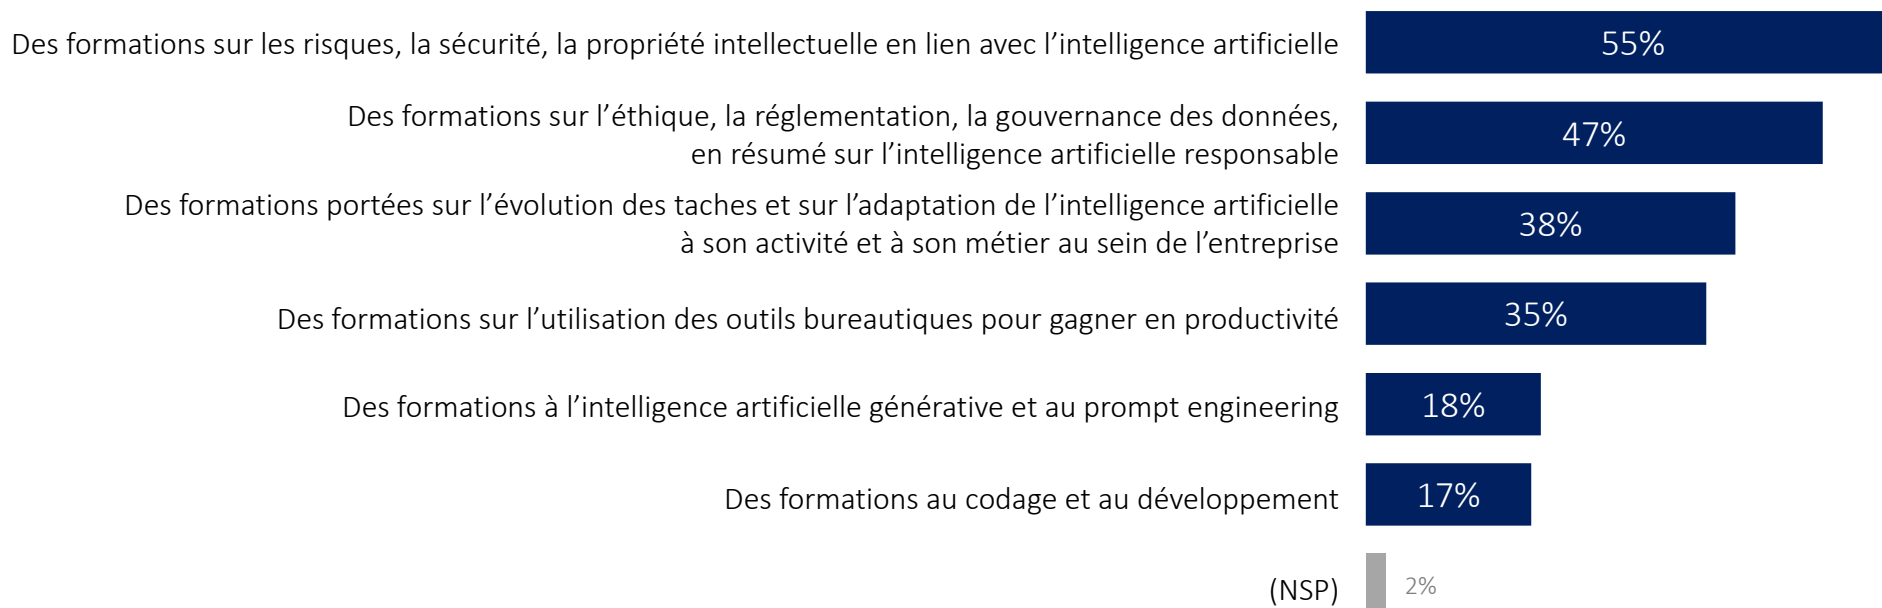 Des formations sur les risques, la sécurité, la propriété intellectuelle en lien avec l’intelligence artificielle
55%
Des formations sur l’éthique, la réglementation, la gouvernance des données,
en résumé sur l’intelligence artificielle responsable
47%
Des formations portées sur l’évolution des taches et sur l’adaptation de l’intelligence artificielle
à son activité et à son métier au sein de l’entreprise
38%
Des formations sur l’utilisation des outils bureautiques pour gagner en productivité
35%
Des formations à l’intelligence artificielle générative et au prompt engineering
18%
Des formations au codage et au développement
17%
(NSP)
2%